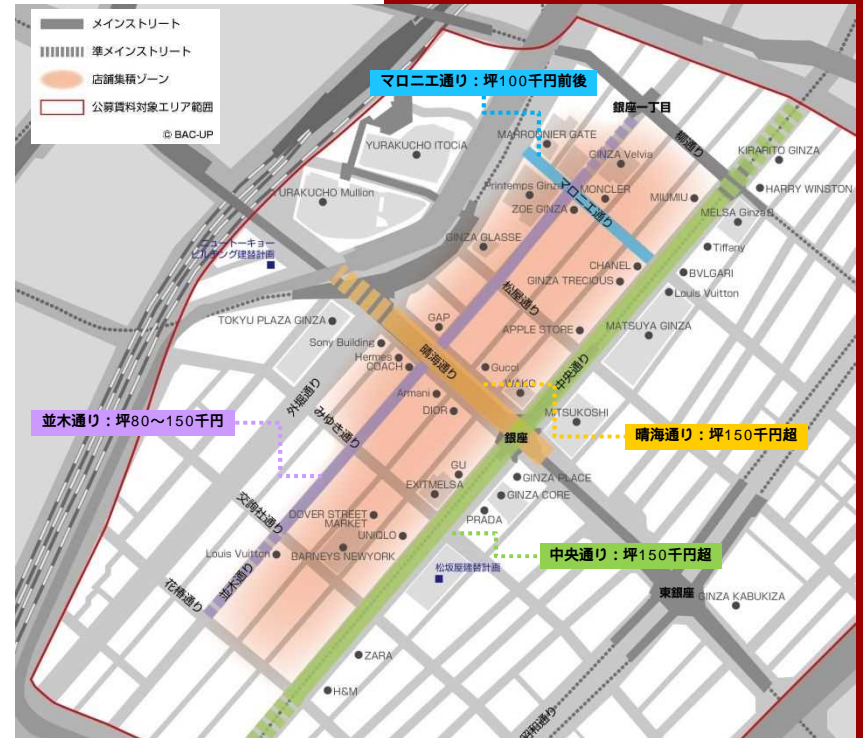 メインストリート
準メインストリート
店舗集積ゾーン
公募賃料対象エリア範囲
© BAC-UP
マロニエ通り：坪100千円前後
銀座一丁目
柳通り
MARRONNIER GATE
YURAKUCHO ITOCiA
GINZA Velvia
KIRARITO GINZA
Printemps Ginza
MONCLER
HARRY WINSTON
YURAKUCHO Mullion
マロニエ通り
MIUMIU
ZOE GINZA
MELSA Ginza
ニュートーキョー
ビルヂング建替計画
GINZA GLASSE
Tiffany
CHANEL
BVLGARI
松屋通り
GINZA TRECIOUS
Louis Vuitton
TOKYU PLAZA GINZA
GAP
APPLE STORE
MATSUYA GINZA
Sony Building
晴海通り
Hermes
COACH
Gucci
中央通り
WAKO
外堀通り
Armani
DIOR
MITSUKOSHI
みゆき通り
並木通り：坪80～150千円
晴海通り：坪150千円超
銀座
GU
EXITMELSA
GINZA PLACE
GINZA CORE
交詢社通り
DOVER STREET
MARKET
PRADA
UNIQLO
Louis Vuitton
BARNEYS NEWYORK
中央通り：坪150千円超
松坂屋建替計画
並木通り
花椿通り
東銀座
GINZA KABUKIZA
ZARA
H&M
昭和通り